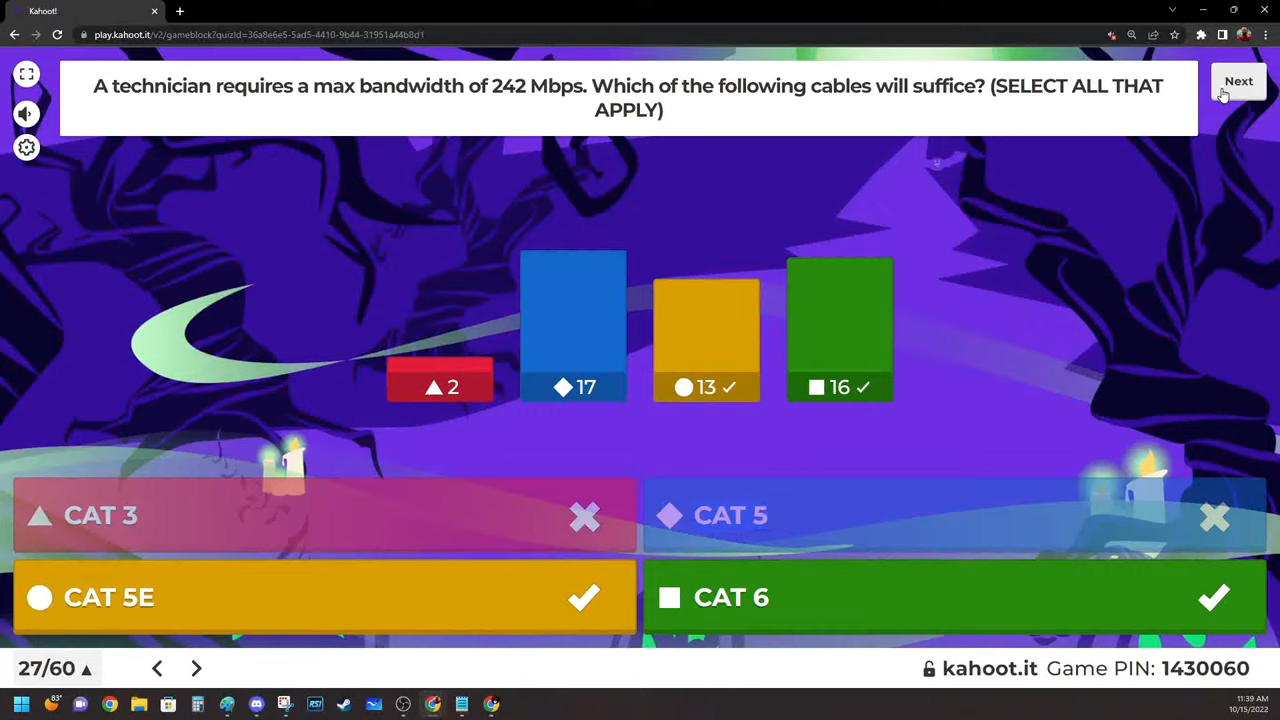 Kahoot!
play.kahoot.it/v2/gameblock?quizId=36a8e6e5-5ad5-4410-9b44-31951a44b8d1
A technician requires a max bandwidth of 242 Mbps. Which of the following cables will suffice? (SELECT ALL THAT
APPLY)
Next
2
17
13
16
CAT 3
CAT 5
CAT 5E
CAT 6
27/60
kahoot.it Game PIN: 1430060
83°
RSI
11:39 AM
10/15/2022